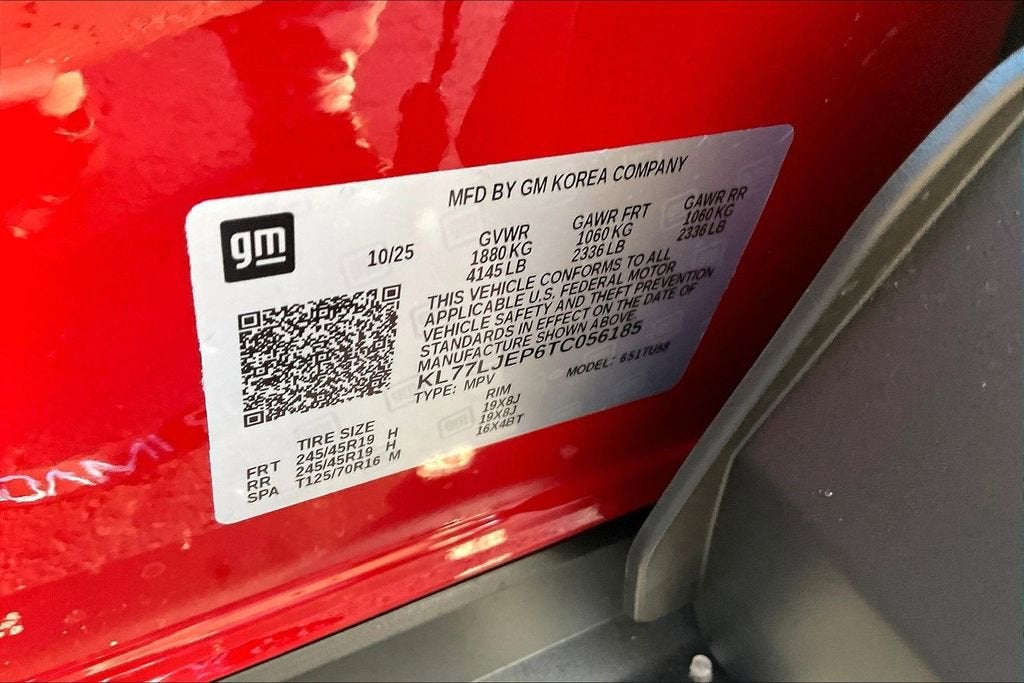 MFD BY GM KOREA COMPANY
gm
10/25
GVWR GAWR FRT GAWR RR
1880 KG 1060 KG 1060 KG
4145 LB 2336 LB 2336 LB
THIS VEHICLE CONFORMS TO ALL
APPLICABLE U.S. FEDERAL MOTOR
VEHICLE SAFETY AND THEFT PREVENTION
STANDARDS IN EFFECT ON THE DATE OF
MANUFACTURE SHOWN ABOVE.
KL77LJEP6TC056185
TYPE: MPV MODEL: 651TU58
TIRE SIZE RIM
FRT 245/45R19 H 19X8J
RR 245/45R19 H 19X8J
SPA T125/70R16 M 16X4BT